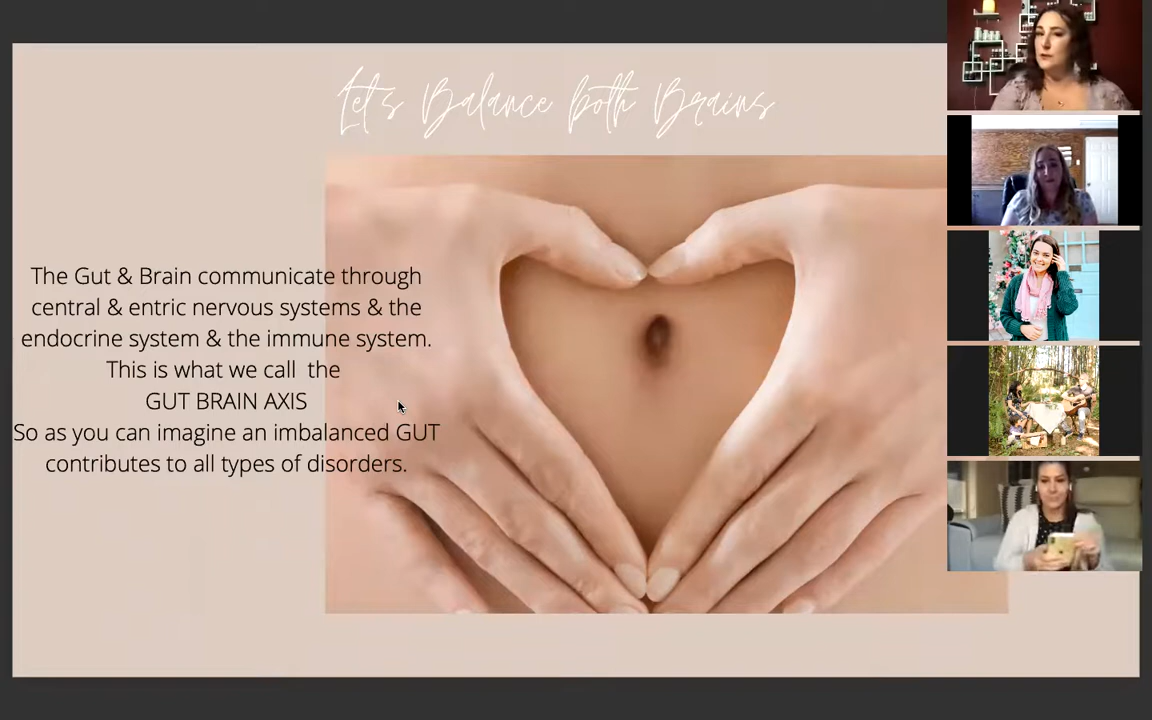 Let's Balance both Brains
The Gut & Brain communicate through
central & entric nervous systems & the
endocrine system & the immune system.
This is what we call  the
GUT BRAIN AXIS
So as you can imagine an imbalanced GUT
contributes to all types of disorders.